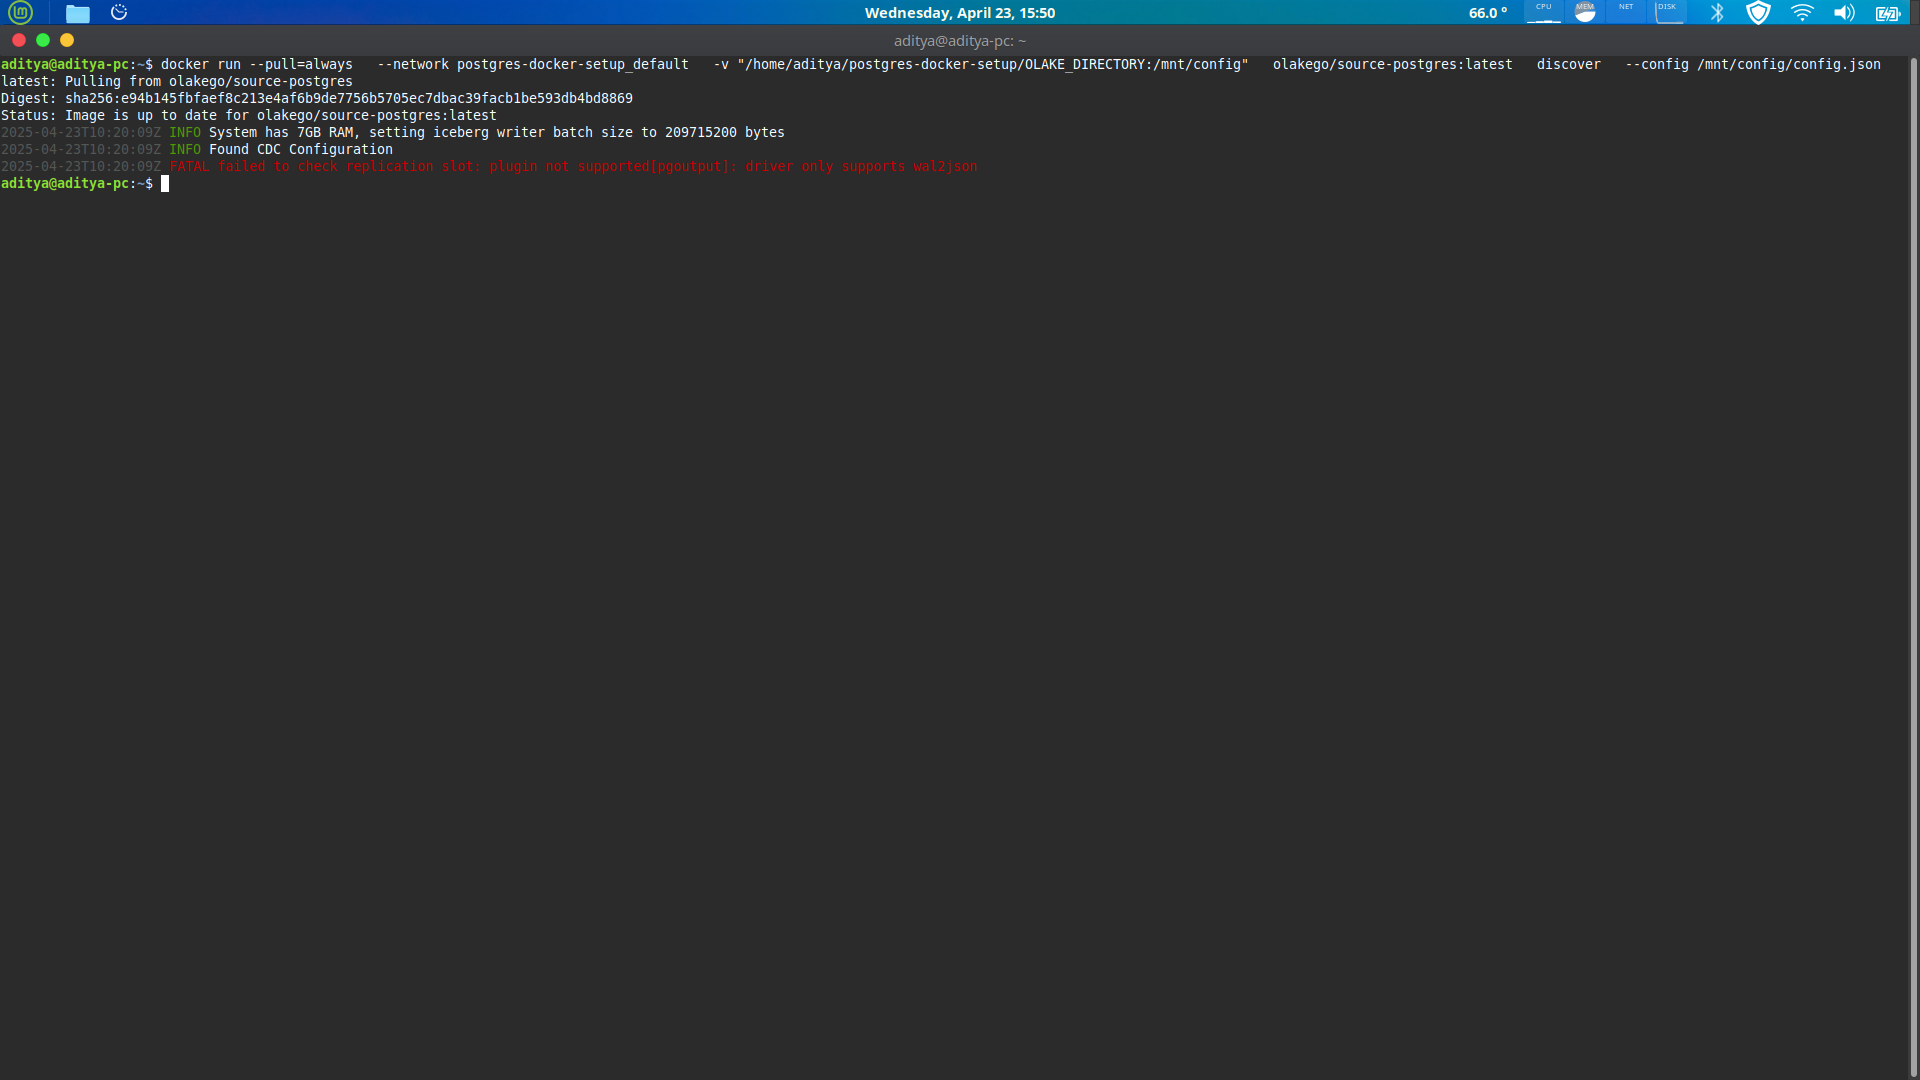 Wednesday, April 23, 15:50
66.0 °
CPU
MEM
NET
DISK
aditya@aditya-pc: ~
aditya@aditya-pc:~$ docker run --pull=always   --network postgres-docker-setup_default   -v "/home/aditya/postgres-docker-setup/OLAKE_DIRECTORY:/mnt/config"   olakego/source-postgres:latest   discover   --config /mnt/config/config.json
latest: Pulling from olakego/source-postgres
Digest: sha256:e94b145fbfaef8c213e4af6b9de7756b5705ec7dbac39facb1be593db4bd8869
Status: Image is up to date for olakego/source-postgres:latest
2025-04-23T10:20:09Z INFO System has 7GB RAM, setting iceberg writer batch size to 209715200 bytes
2025-04-23T10:20:09Z INFO Found CDC Configuration
2025-04-23T10:20:09Z FATAL failed to check replication slot: plugin not supported[pgoutput]: driver only supports wal2json
aditya@aditya-pc:~$